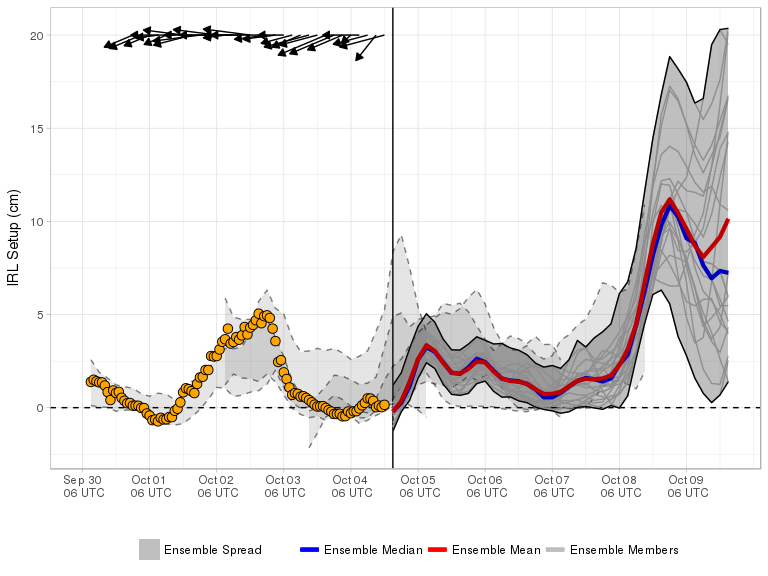 IRL Setup (cm)
20
15
10
5
0
Sep 30 Oct 01 Oct 02 Oct 03 Oct 04 Oct 05 Oct 06 Oct 07 Oct 08 Oct 09
06 UTC 06 UTC 06 UTC 06 UTC 06 UTC 06 UTC 06 UTC 06 UTC 06 UTC 06 UTC
Ensemble Spread Ensemble Median Ensemble Mean Ensemble Members